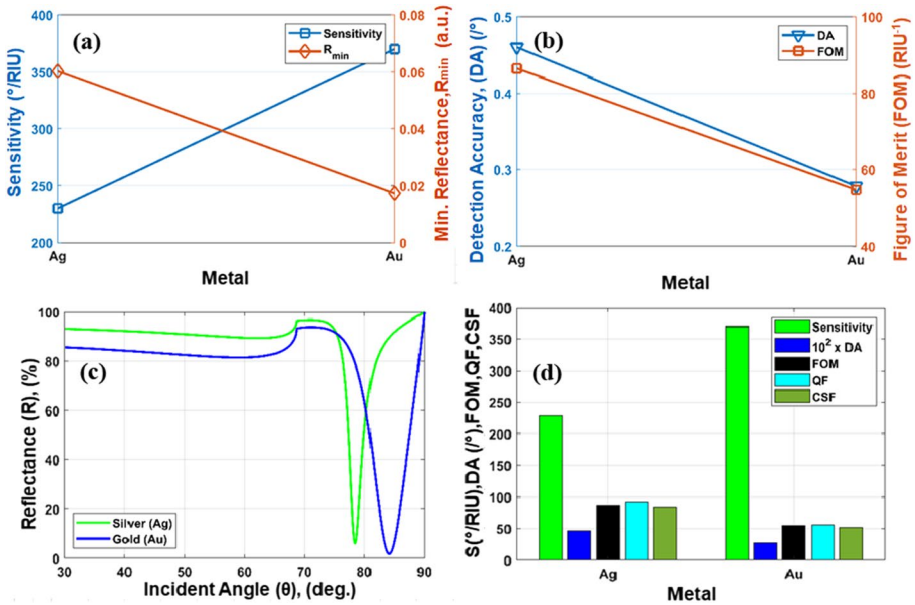 (a)
Sensitivity
R_min
Sensitivity (°/RIU)
400
350
300
250
200
0.08
0.06
0.04
0.02
0
Min. Reflectance,Rmin (a.u.)
Ag
Au
Metal
(b)
DA
FOM
Detection Accuracy, (DA) (/°)
0.5
0.4
0.3
0.2
100
80
60
40
Figure of Merit (FOM) (RIU⁻¹)
Ag
Au
Metal
(c)
Reflectance (R), (%)
100
80
60
40
20
0
Silver (Ag)
Gold (Au)
30
40
50
60
70
80
90
Incident Angle (θ), (deg.)
(d)
S(°/RIU),DA (/°),FOM,QF,CSF
400
350
300
250
200
150
100
50
0
Sensitivity
10² x DA
FOM
QF
CSF
Ag
Au
Metal